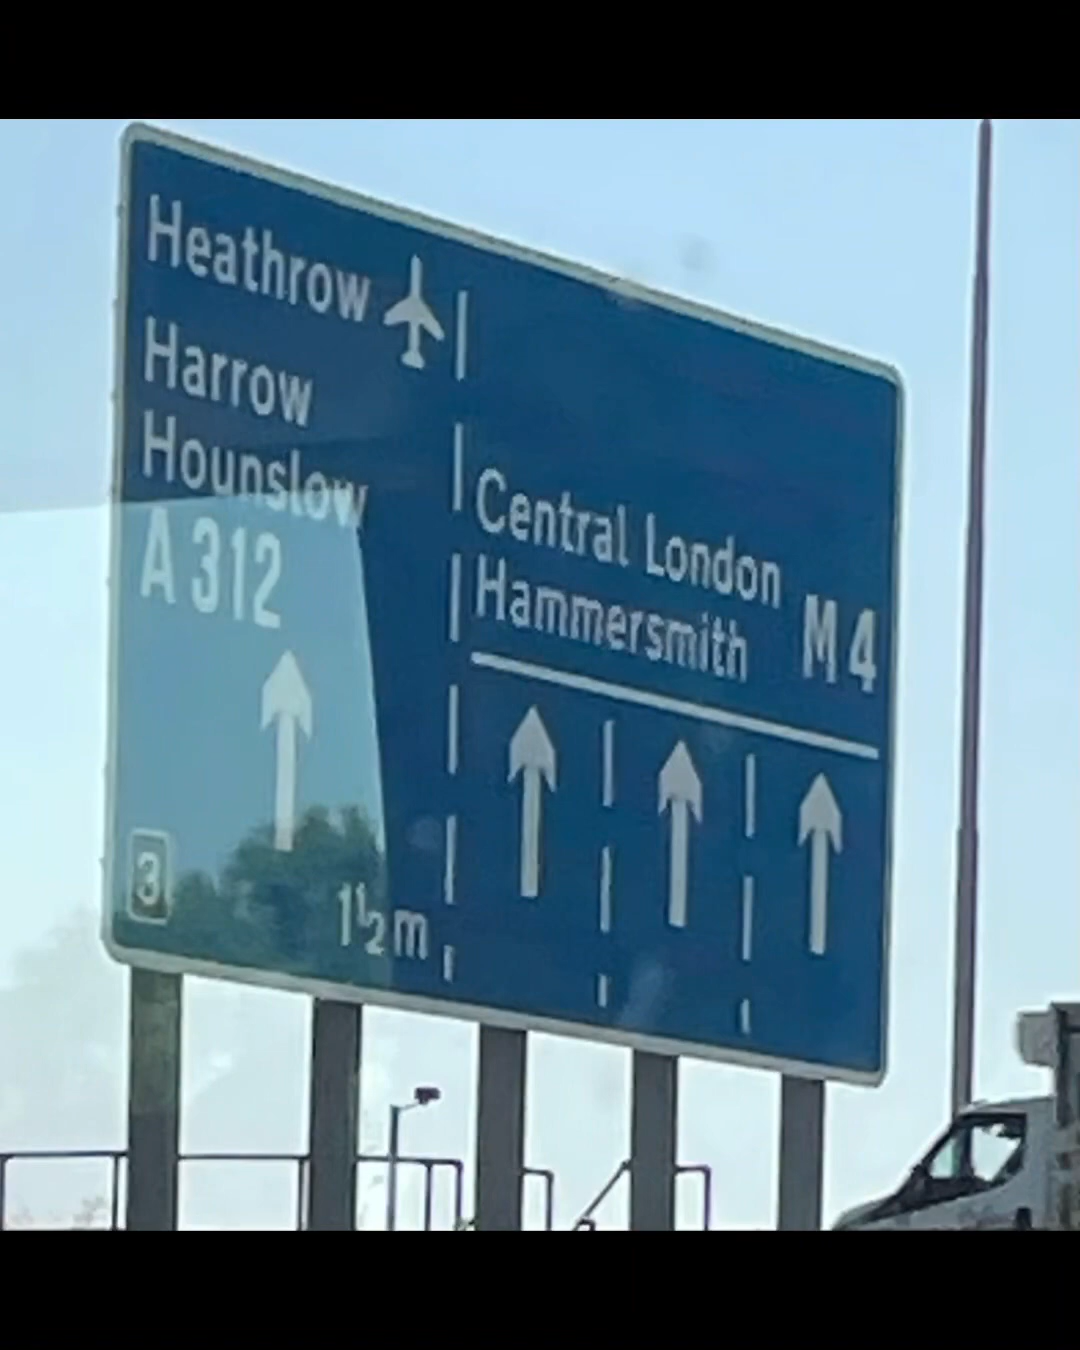 Heathrow
Harrow
Hounslow
A 312
3
1½ m
Central London
Hammersmith
M 4